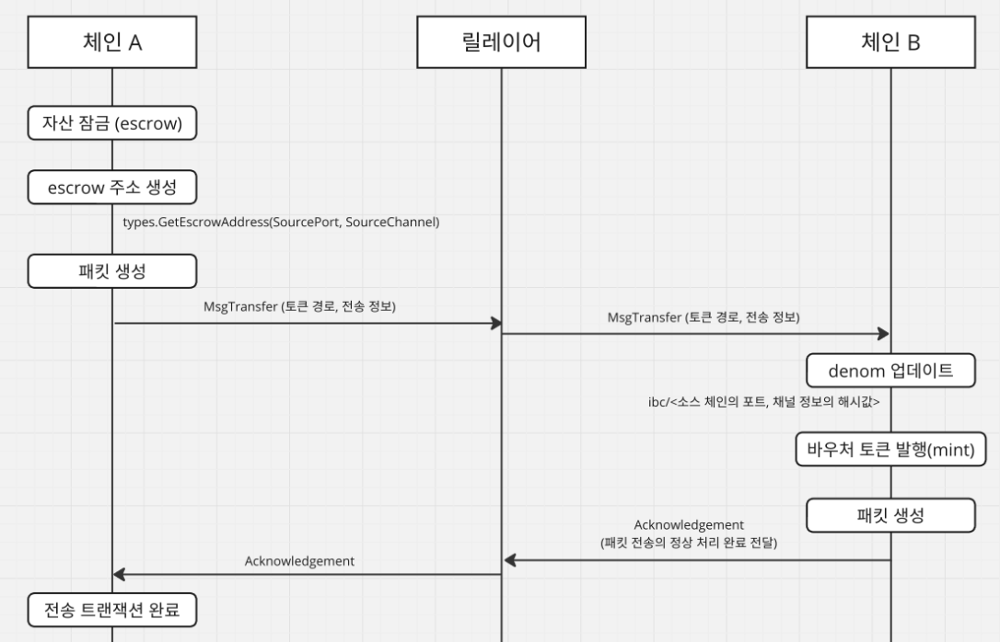 체인 A
릴레이어
체인 B
자산 잠금 (escrow)
escrow 주소 생성
types.GetEscrowAddress(SourcePort, SourceChannel)
패킷 생성
MsgTransfer (토큰 경로, 전송 정보)
MsgTransfer (토큰 경로, 전송 정보)
denom 업데이트
ibc/<소스 체인의 포트, 채널 정보의 해시값>
바우처 토큰 발행(mint)
패킷 생성
Acknowledgement
(패킷 전송의 정상 처리 완료 전달)
Acknowledgement
전송 트랜잭션 완료